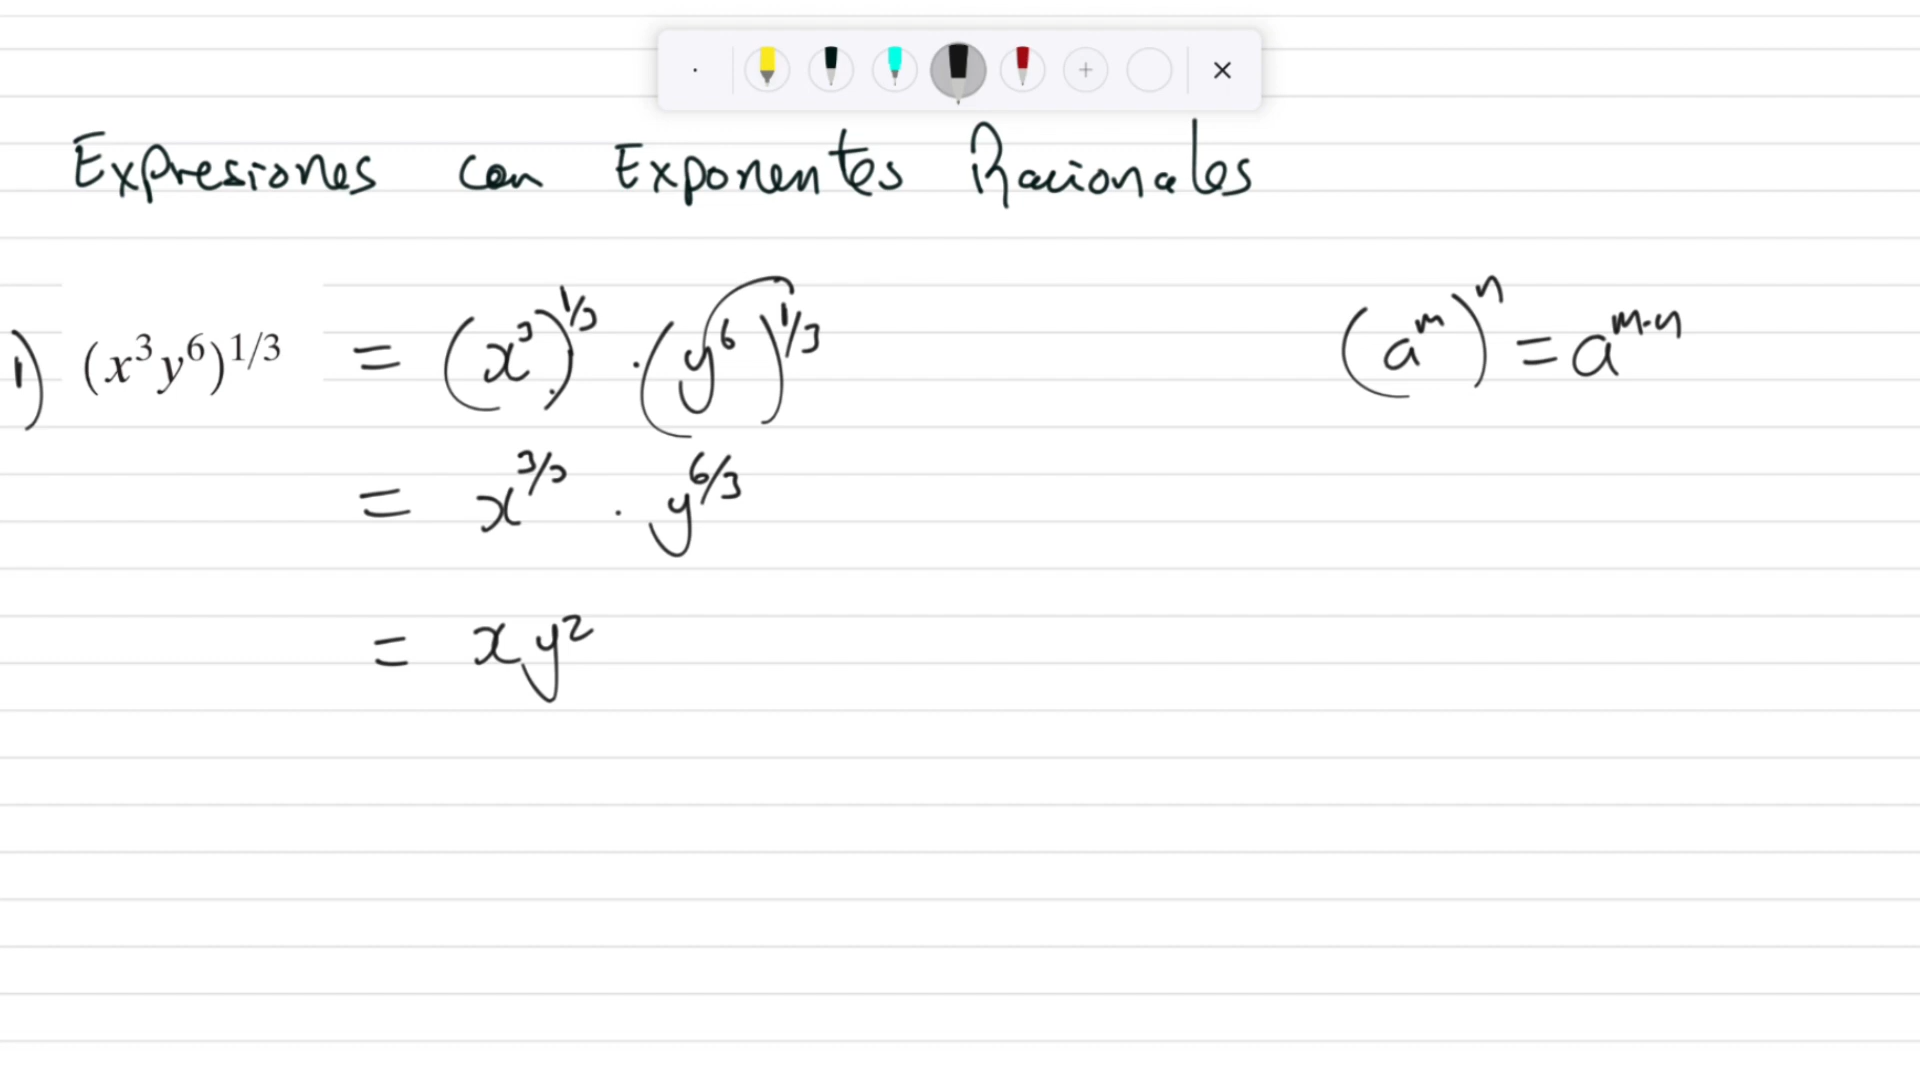 Expresiones con Exponentes Racionales
1) (x³y⁶)^{1/3} = (x³)^{1/3} · (y⁶)^{1/3}
(a^m)^n = a^{m·n}
= x^{3/3} · y^{6/3}
= xy²